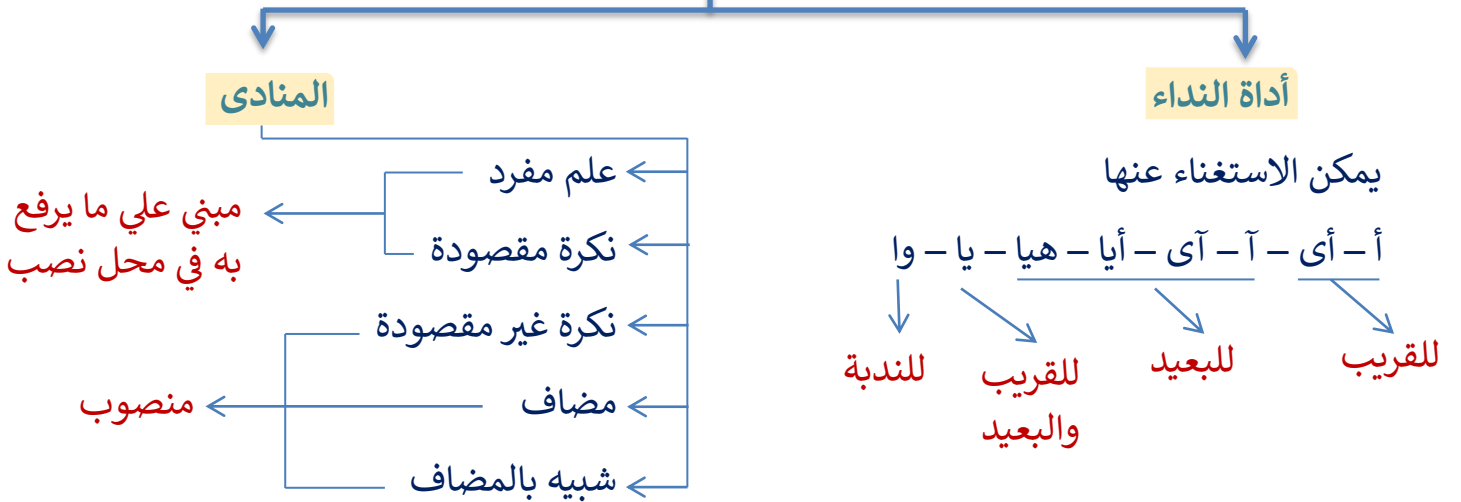 أداة النداء
يمكن الاستغناء عنها
أ – أى – آ – آى – أيا – هيا – يا – وا
للقريب
للبعيد
للقريب
والبعيد
للندبة
المنادى
علم مفرد
نكرة مقصودة
مبني علي ما يرفع
به في محل نصب
نكرة غير مقصودة
مضاف
شبيه بالمضاف
منصوب